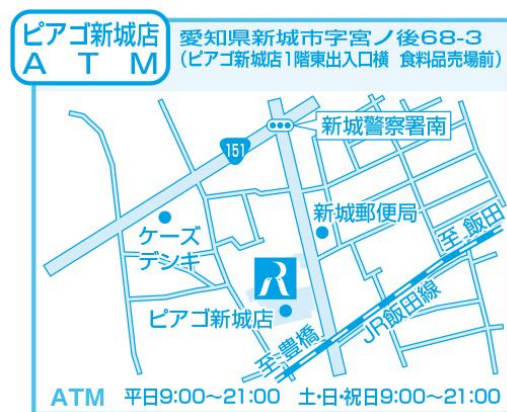 ピアゴ新城店
ATM
愛知県新城市字宮ノ後68-3
(ピアゴ新城店1階東出入口横 食料品売場前)
新城警察署南
151
新城郵便局
ケーズ
デンキ
至飯田
R
ピアゴ新城店
JR飯田線
至豊橋
ATM 平日9:00〜21:00 土・日・祝日9:00〜21:00